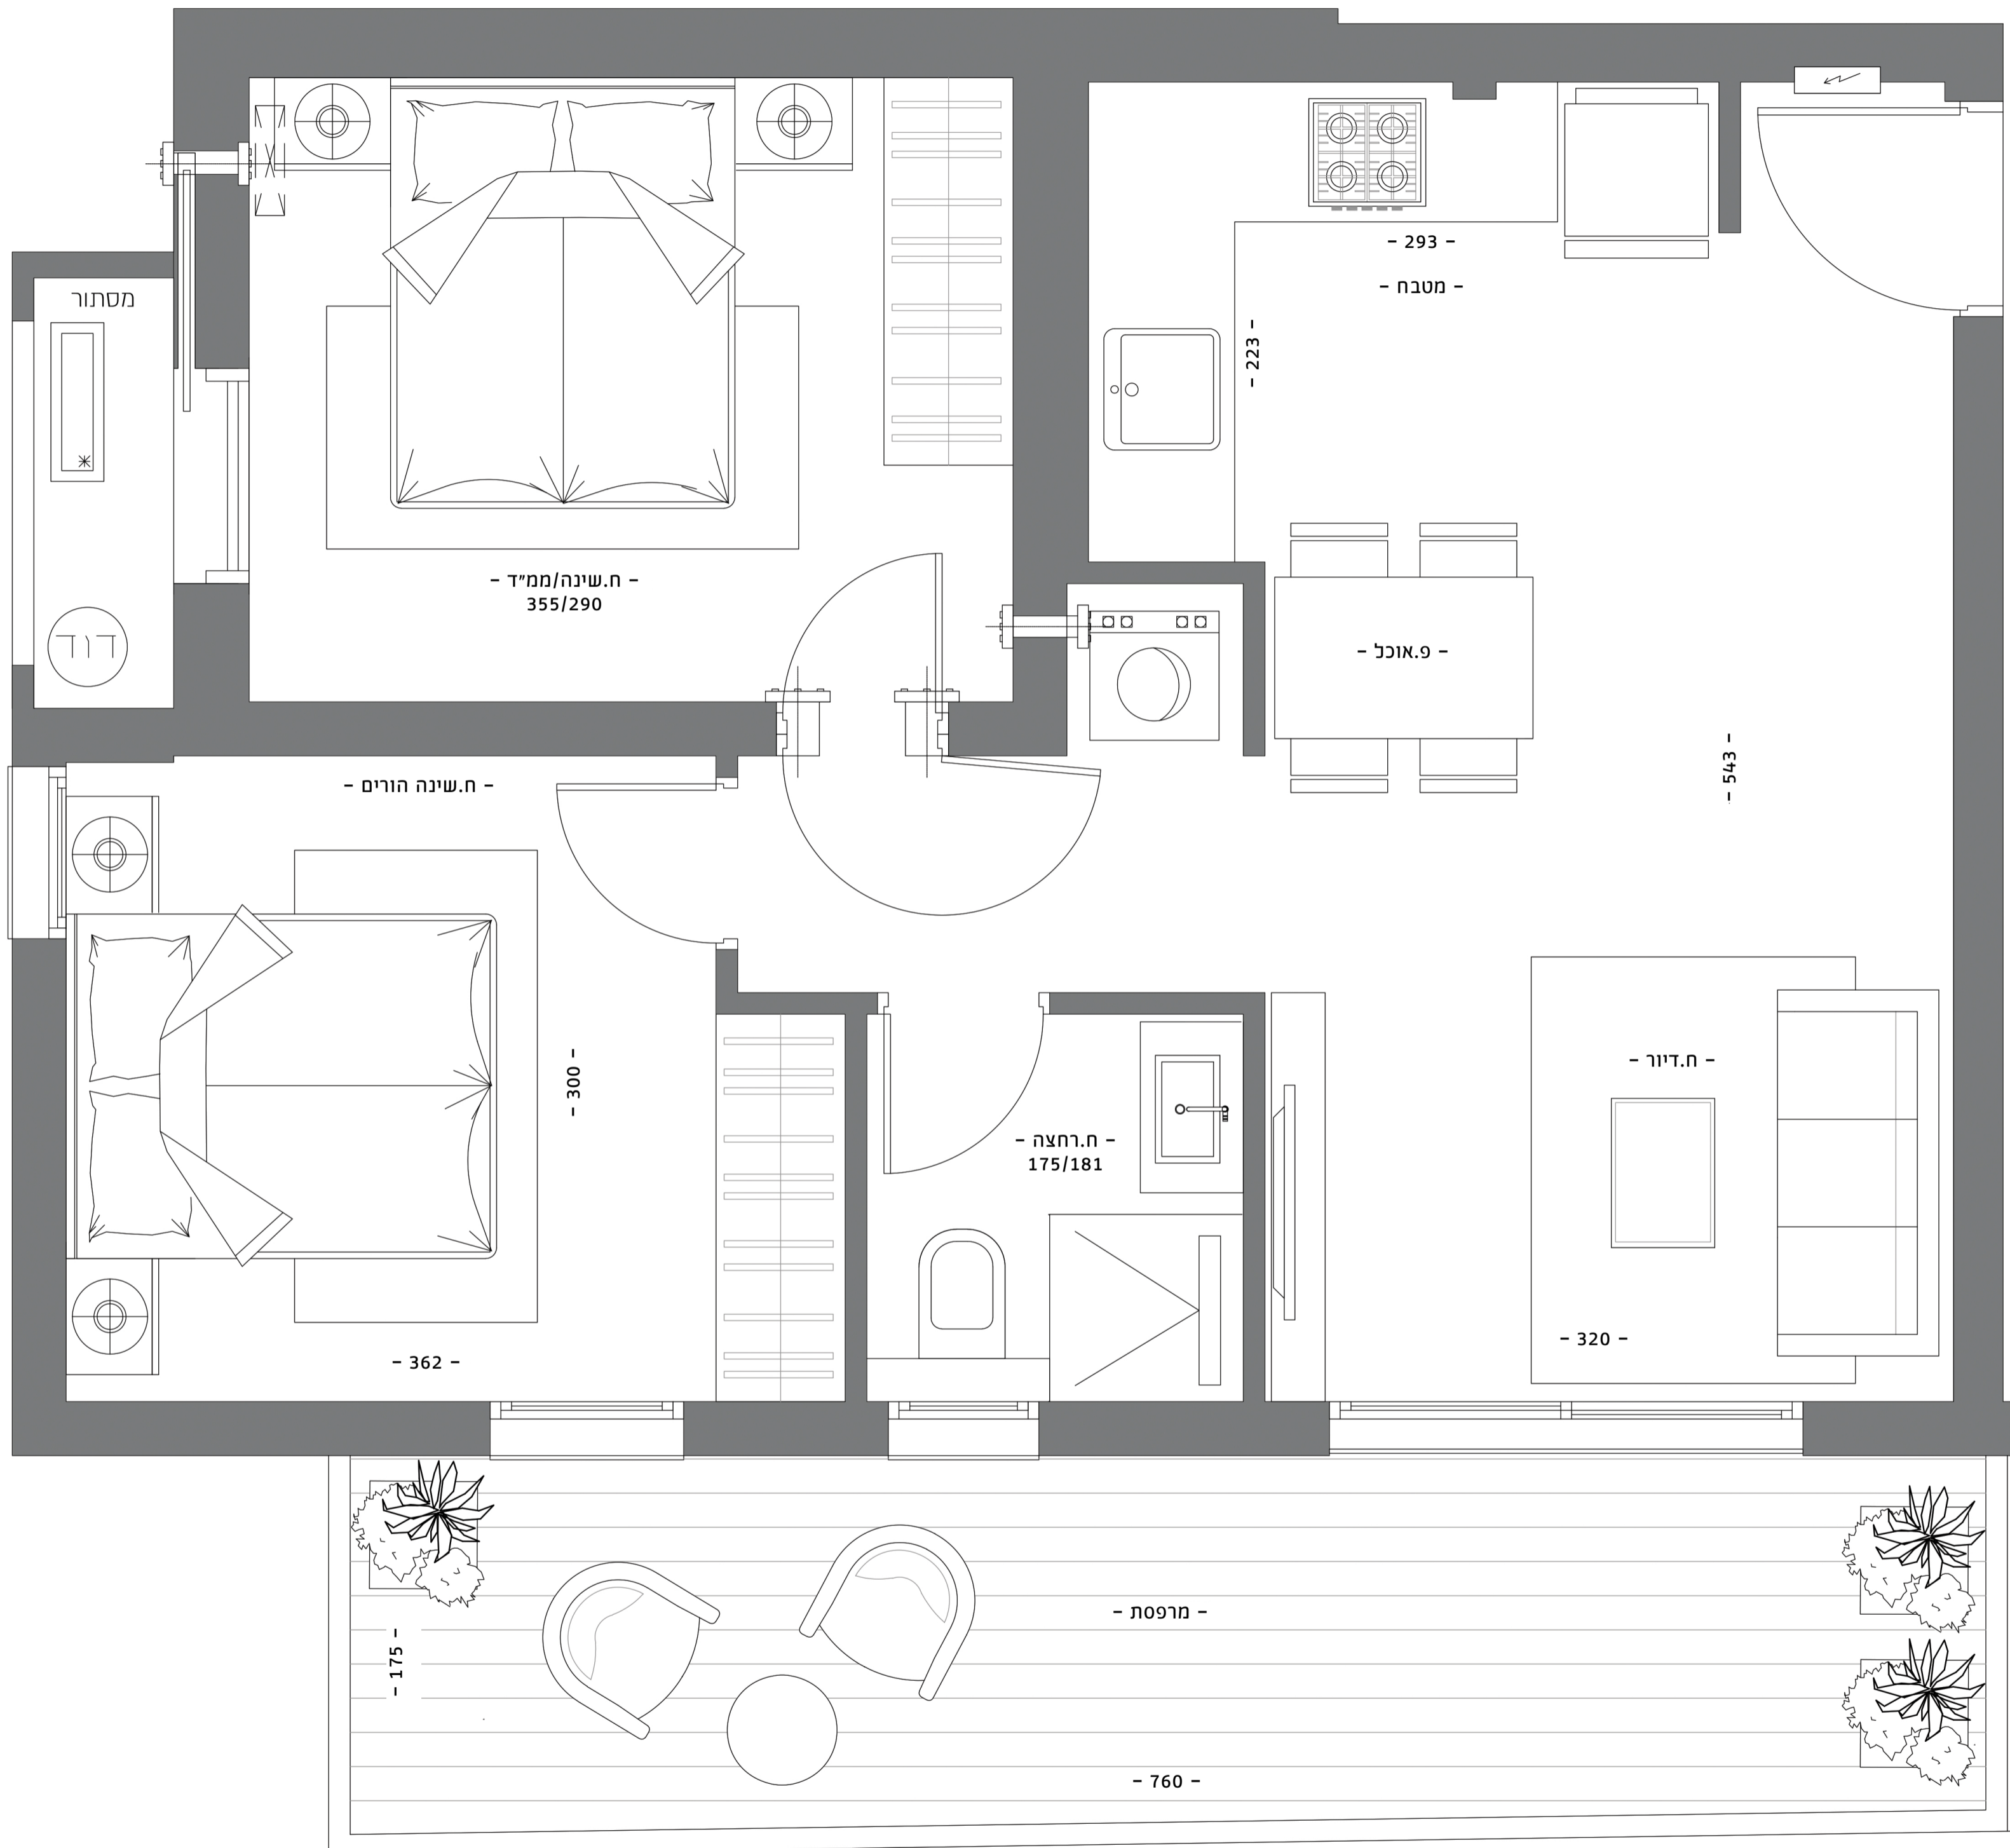 - 293 -
- מטבח -
- 223 -
מסתור
- ח.שינה/ממ״ד -
355/290
דוד
- פ.אוכל -
- 543 -
- ח.שינה הורים -
- 300 -
- 362 -
- ח.רחצה -
175/181
- ח.דיור -
- 320 -
- מרפסת -
- 175 -
- 760 -